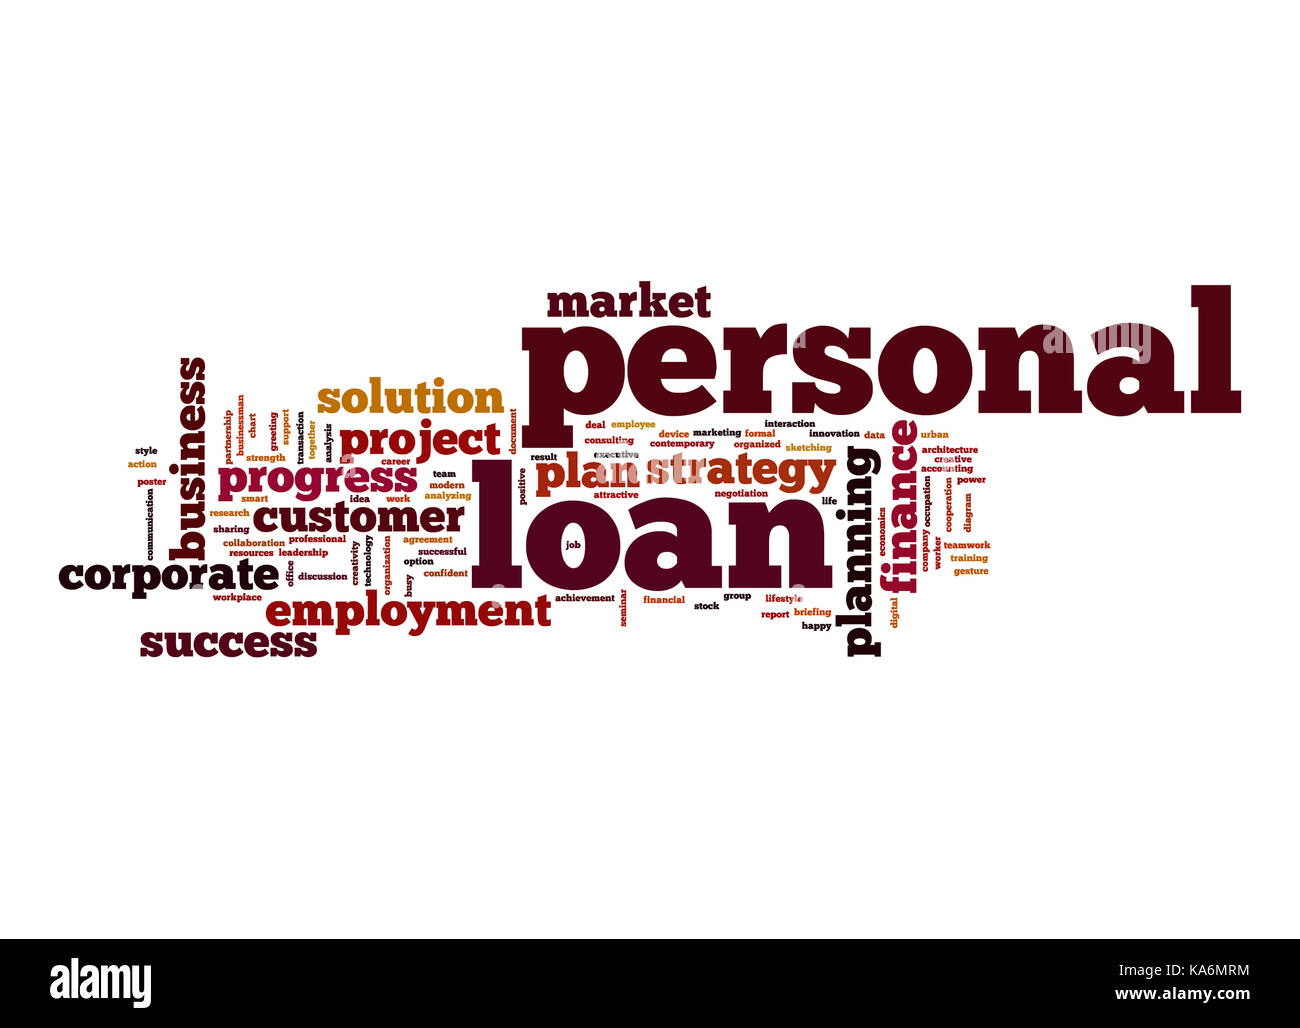 market
personal
business
solution
partnership
businessman
chart
greeting
support
transaction
together
analysis
document
project
deal
employee
interaction
device
marketing
formal
innovation
data
urban
consulting
contemporary
organized
sketching
style
action
poster
communication
strength
career
result
executive
plan
strategy
planning
finance
architecture
creative
accounting
power
progress
team
modern
analyzing
positive
loan
attractive
negotiation
life
smart
idea
work
research
customer
sharing
collaboration
professional
resources
leadership
creativity
technology
organization
agreement
successful
option
confident
busy
job
economics
company
occupation
worker
cooperation
diagram
teamwork
training
gesture
corporate
office
discussion
workplace
employment
achievement
seminar
financial
stock
group
lifestyle
report
briefing
happy
digital
success
alamy
a
alamy
a
alamy
Image ID: KA6MRM
www.alamy.com